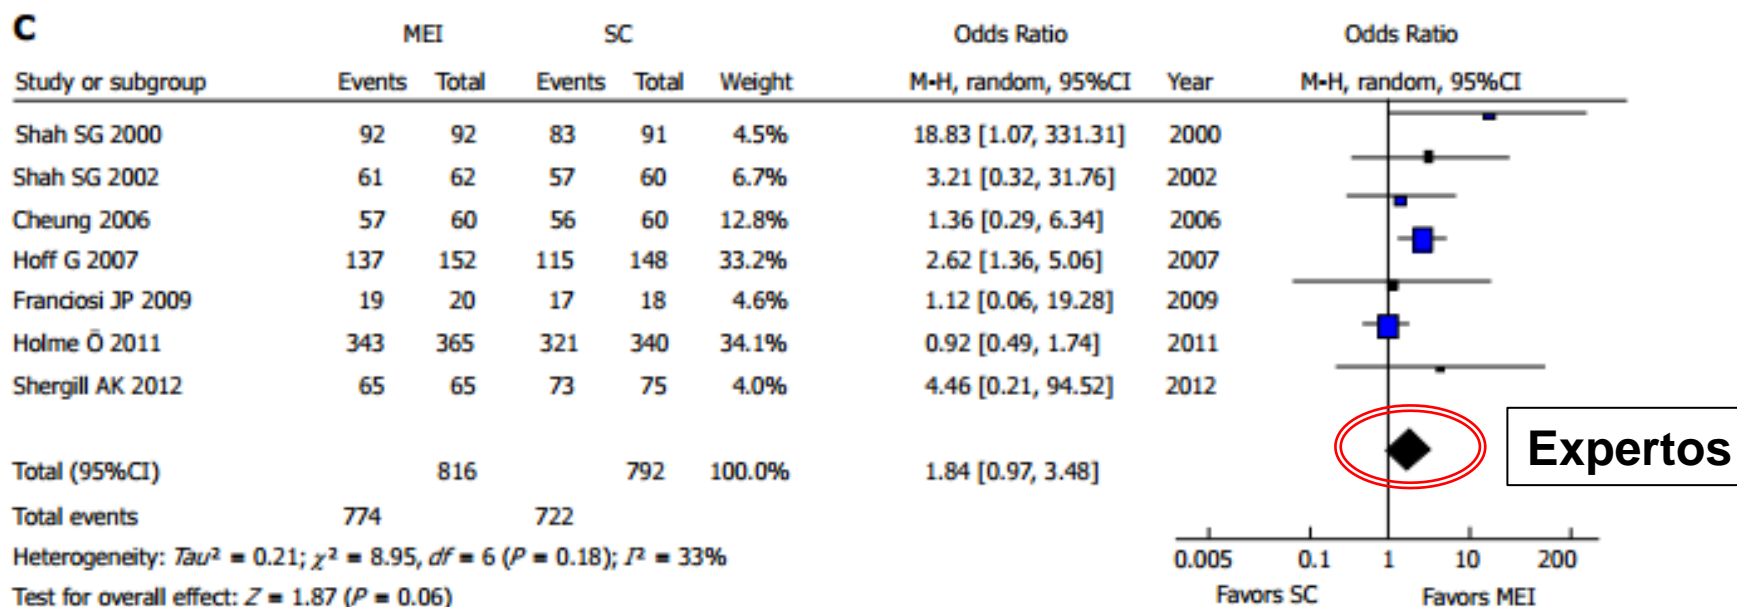 C
MEI SC Odds Ratio Odds Ratio
Study or subgroup Events Total Events Total Weight M-H, random, 95%CI Year M-H, random, 95%CI
Shah SG 2000 92 92 83 91 4.5% 18.83 [1.07, 331.31] 2000
Shah SG 2002 61 62 57 60 6.7% 3.21 [0.32, 31.76] 2002
Cheung 2006 57 60 56 60 12.8% 1.36 [0.29, 6.34] 2006
Hoff G 2007 137 152 115 148 33.2% 2.62 [1.36, 5.06] 2007
Franciosi JP 2009 19 20 17 18 4.6% 1.12 [0.06, 19.28] 2009
Holme Ö 2011 343 365 321 340 34.1% 0.92 [0.49, 1.74] 2011
Shergill AK 2012 65 65 73 75 4.0% 4.46 [0.21, 94.52] 2012
Expertos
Total (95%CI) 816 792 100.0% 1.84 [0.97, 3.48]
Total events 774 722
Heterogeneity: Tau² = 0.21; χ² = 8.95, df = 6 (P = 0.18); I² = 33%
0.005 0.1 1 10 200
Test for overall effect: Z = 1.87 (P = 0.06)
Favors SC Favors MEI